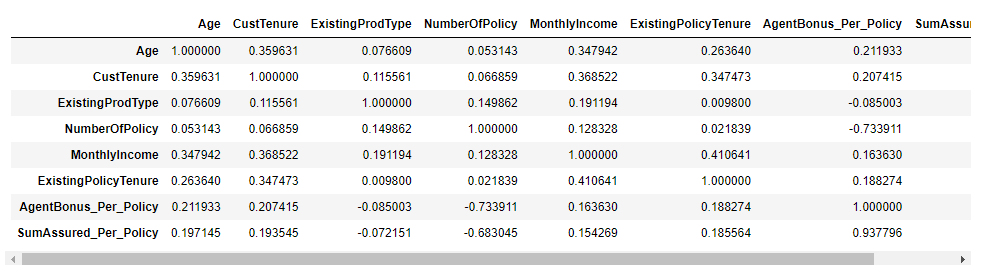 Age CustTenure ExistingProdType NumberOfPolicy MonthlyIncome ExistingPolicyTenure AgentBonus_Per_Policy SumAssur
Age 1.000000 0.359631 0.076609 0.053143 0.347942 0.263640 0.211933
CustTenure 0.359631 1.000000 0.115561 0.066859 0.368522 0.347473 0.207415
ExistingProdType 0.076609 0.115561 1.000000 0.149862 0.191194 0.009800 -0.085003
NumberOfPolicy 0.053143 0.066859 0.149862 1.000000 0.128328 0.021839 -0.733911
MonthlyIncome 0.347942 0.368522 0.191194 0.128328 1.000000 0.410641 0.163630
ExistingPolicyTenure 0.263640 0.347473 0.009800 0.021839 0.410641 1.000000 0.188274
AgentBonus_Per_Policy 0.211933 0.207415 -0.085003 -0.733911 0.163630 0.188274 1.000000
SumAssured_Per_Policy 0.197145 0.193545 -0.072151 -0.683045 0.154269 0.185564 0.937796